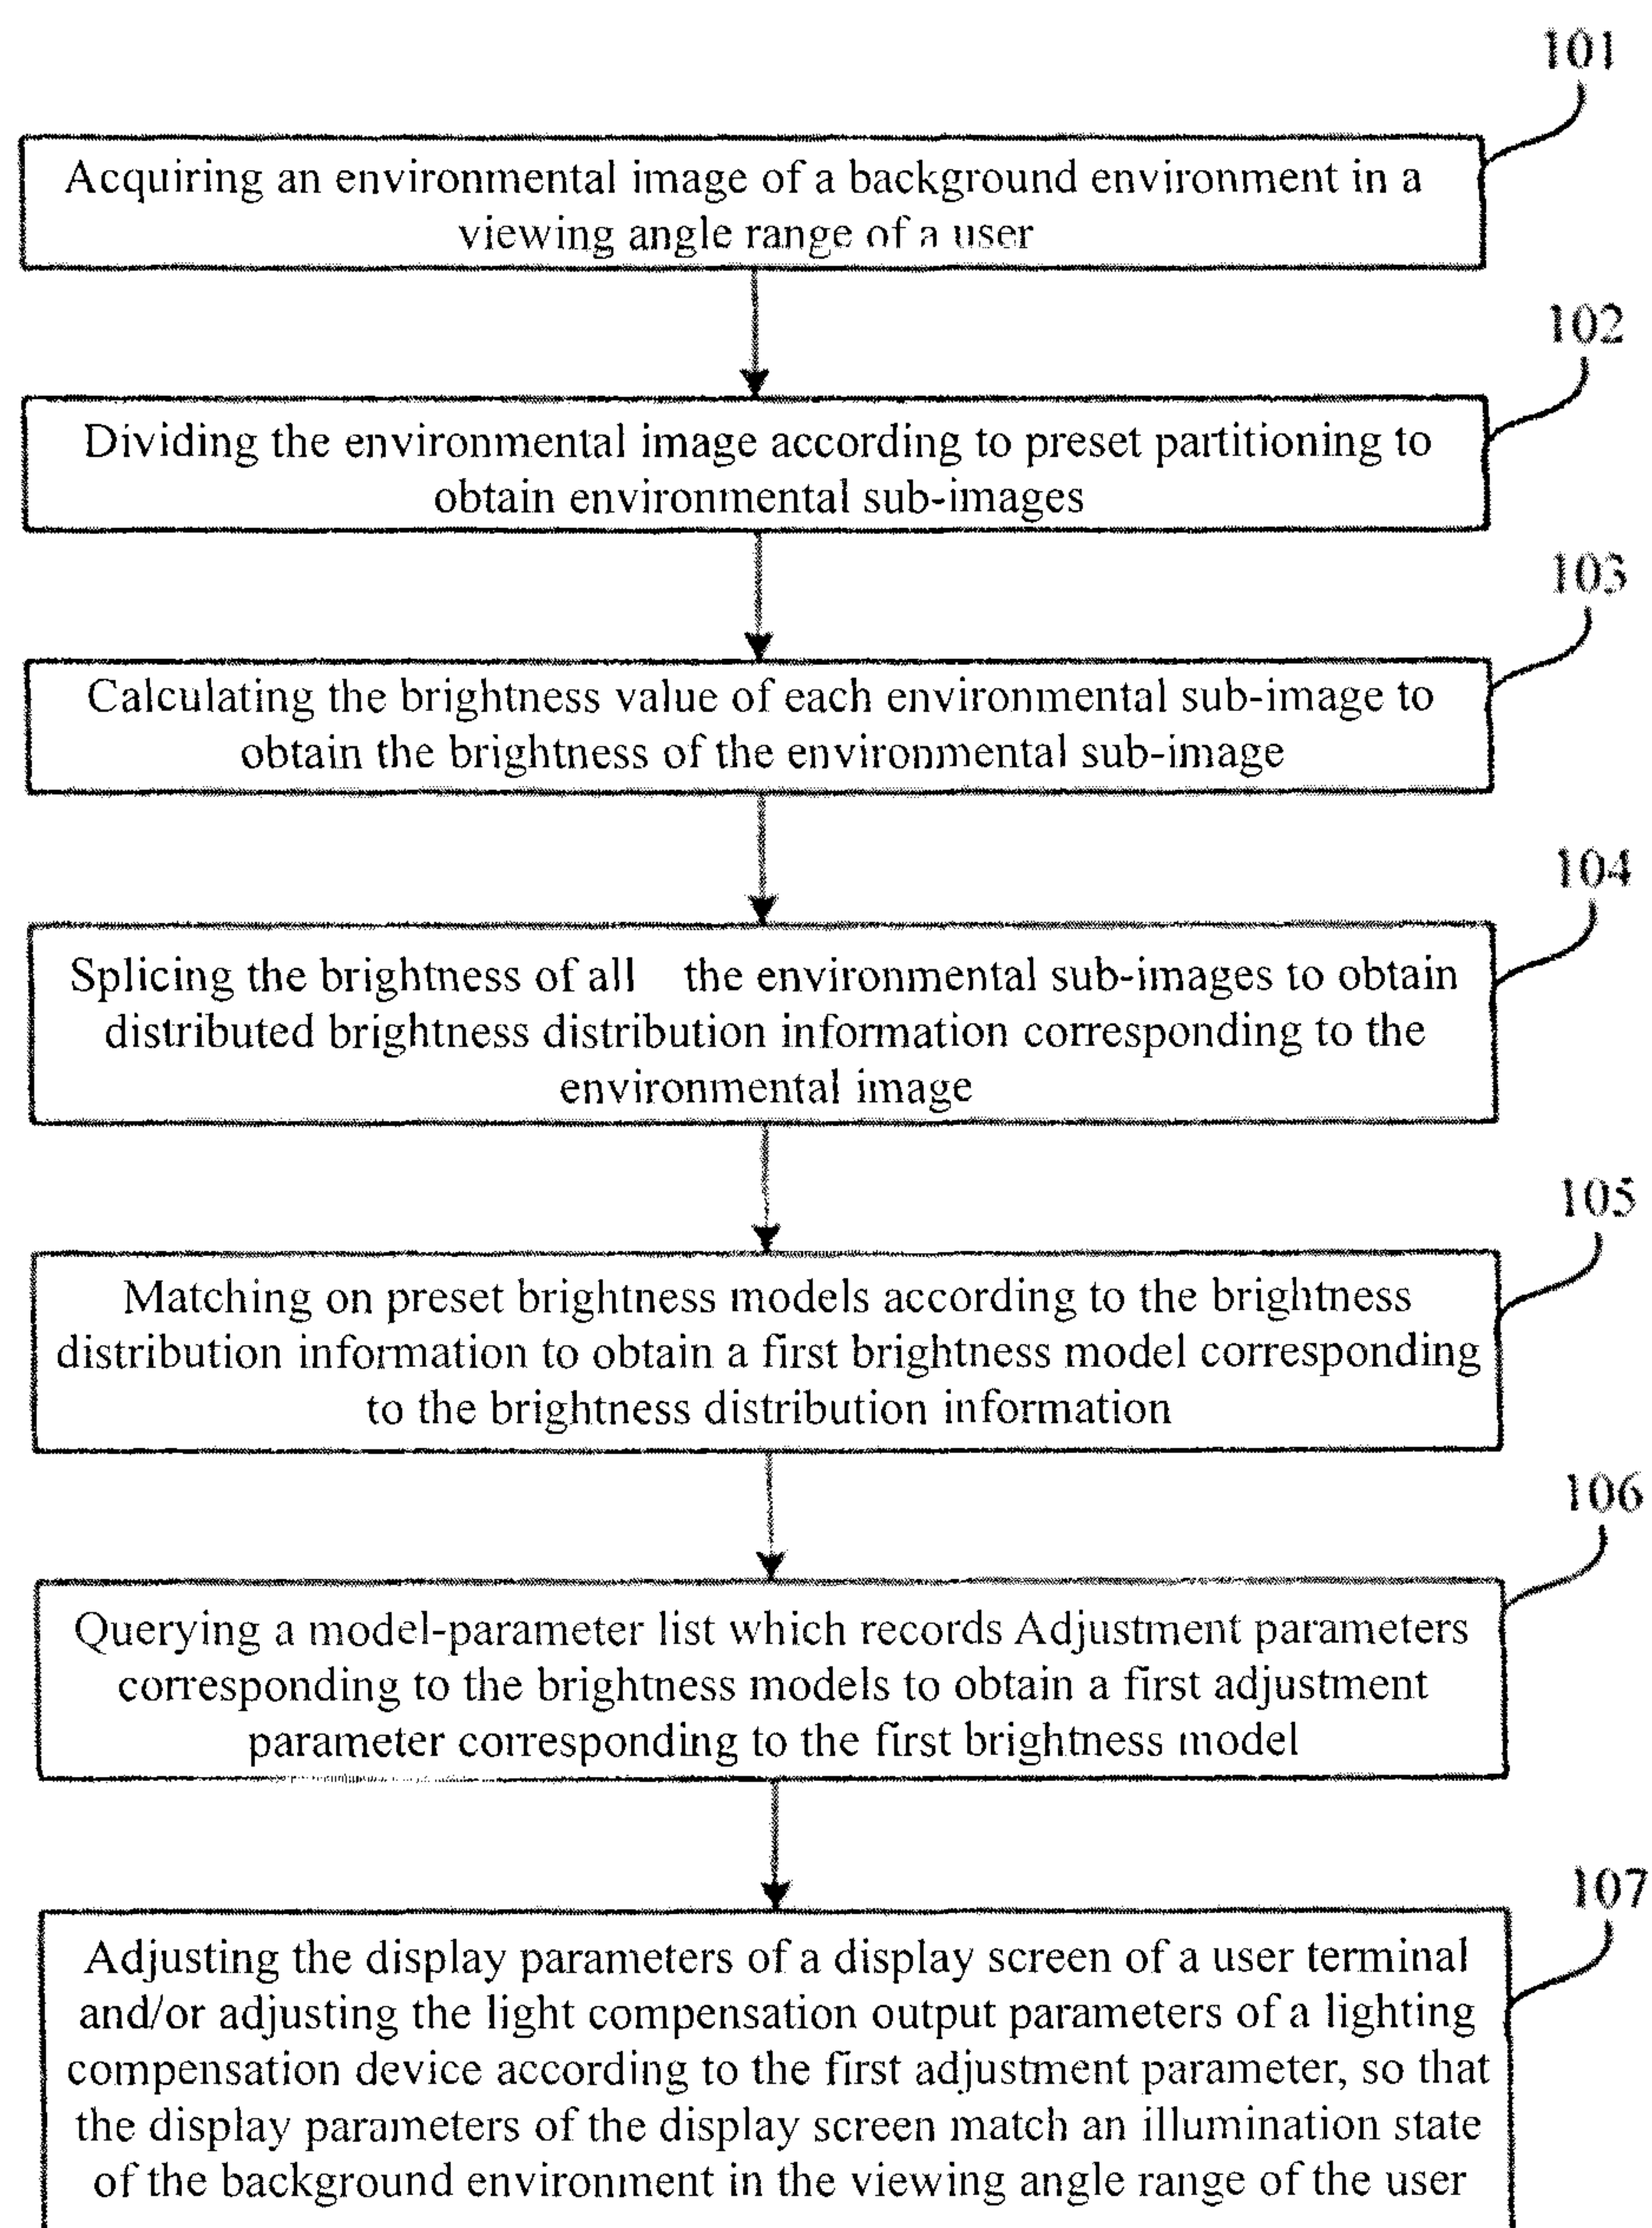 101
Acquiring an environmental image of a background environment in a
viewing angle range of a user
102
Dividing the environmental image according to preset partitioning to
obtain environmental sub-images
103
Calculating the brightness value of each environmental sub-image to
obtain the brightness of the environmental sub-image
104
Splicing the brightness of all the environmental sub-images to obtain
distributed brightness distribution information corresponding to the
environmental image
105
Matching on preset brightness models according to the brightness
distribution information to obtain a first brightness model corresponding
to the brightness distribution information
106
Querying a model-parameter list which records Adjustment parameters
corresponding to the brightness models to obtain a first adjustment
parameter corresponding to the first brightness model
107
Adjusting the display parameters of a display screen of a user terminal
and/or adjusting the light compensation output parameters of a lighting
compensation device according to the first adjustment parameter, so that
the display parameters of the display screen match an illumination state
of the background environment in the viewing angle range of the user